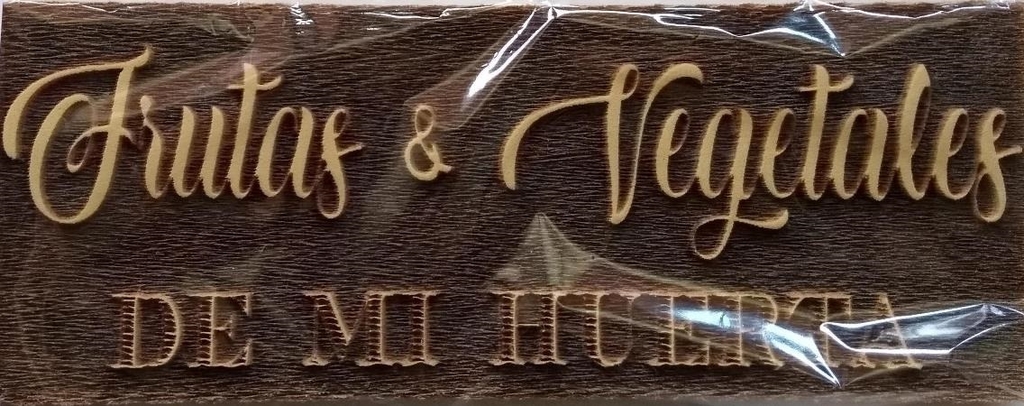 Frutas & Vegetales
DE MI HUERTA